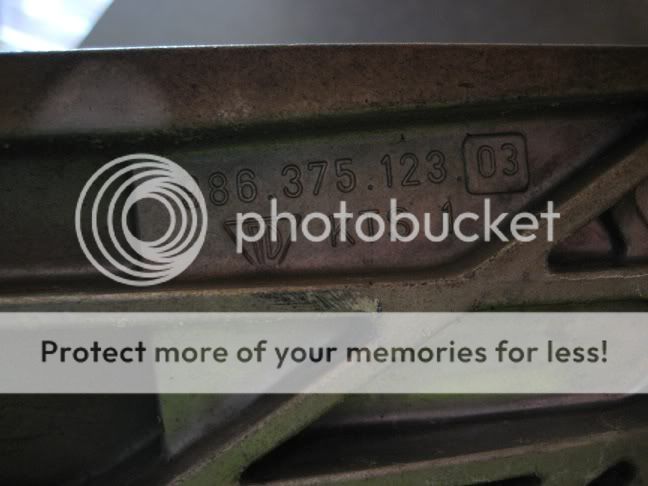 86.375.123. 03
photobucket
Protect more of your memories for less!